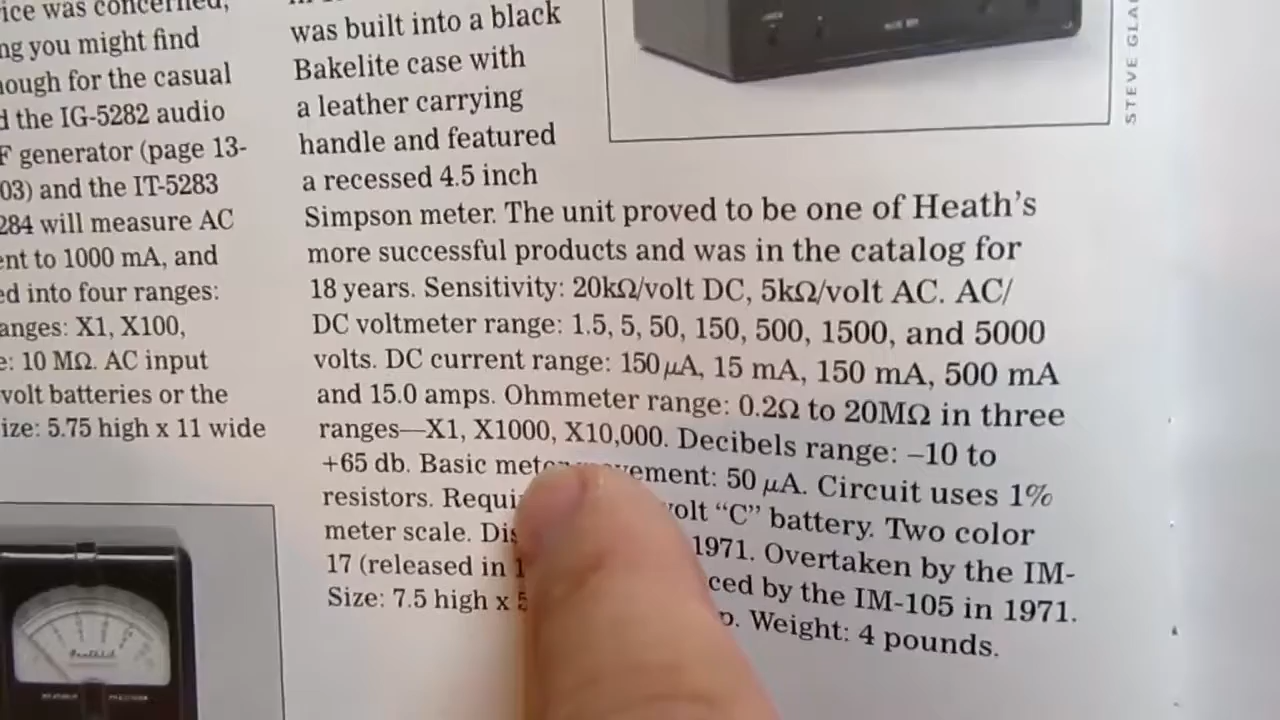 ice was concerned,
ng you might find
ough for the casual
d the IG-5282 audio
F generator (page 13-
03) and the IT-5283
284 will measure AC
ent to 1000 mA, and
ed into four ranges:
anges: X1, X100,
e: 10 MΩ. AC input
volt batteries or the
ize: 5.75 high x 11 wide
was built into a black
Bakelite case with
a leather carrying
handle and featured
a recessed 4.5 inch
Simpson meter. The unit proved to be one of Heath's
more successful products and was in the catalog for
18 years. Sensitivity: 20kΩ/volt DC, 5kΩ/volt AC. AC/
DC voltmeter range: 1.5, 5, 50, 150, 500, 1500, and 5000
volts. DC current range: 150 µA, 15 mA, 150 mA, 500 mA
and 15.0 amps. Ohmmeter range: 0.2Ω to 20MΩ in three
ranges—X1, X1000, X10,000. Decibels range: –10 to
+65 db. Basic meter movement: 50 µA. Circuit uses 1%
resistors. Requi volt "C" battery. Two color
meter scale. Dis 1971. Overtaken by the IM-
17 (released in 1 ced by the IM-105 in 1971.
Size: 7.5 high x 5 p. Weight: 4 pounds.
STEVE GLA